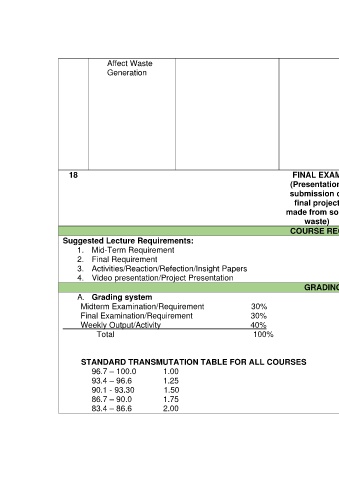 Affect Waste
Generation
18
FINAL EXAM
(Presentation
submission o
final project
made from so
waste)
COURSE REQ
Suggested Lecture Requirements:
1. Mid-Term Requirement
2. Final Requirement
3. Activities/Reaction/Refection/Insight Papers
4. Video presentation/Project Presentation
GRADING
A. Grading system
Midterm Examination/Requirement 30%
Final Examination/Requirement 30%
Weekly Output/Activity 40%
Total 100%
STANDARD TRANSMUTATION TABLE FOR ALL COURSES
96.7 – 100.0 1.00
93.4 – 96.6 1.25
90.1 - 93.30 1.50
86.7 – 90.0 1.75
83.4 – 86.6 2.00